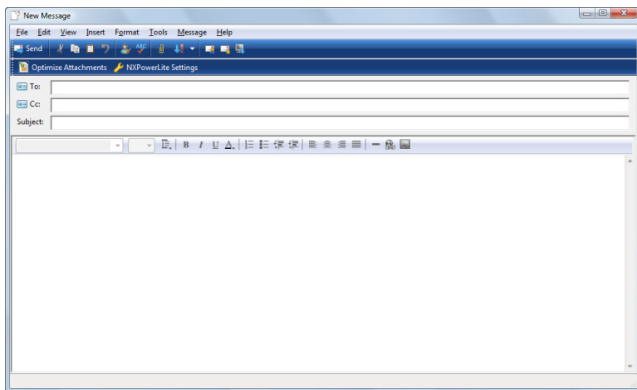 New Message
File Edit View Insert Format Tools Message Help
Send
Optimize Attachments NXPowerLite Settings
To:
Cc:
Subject:
B I U A